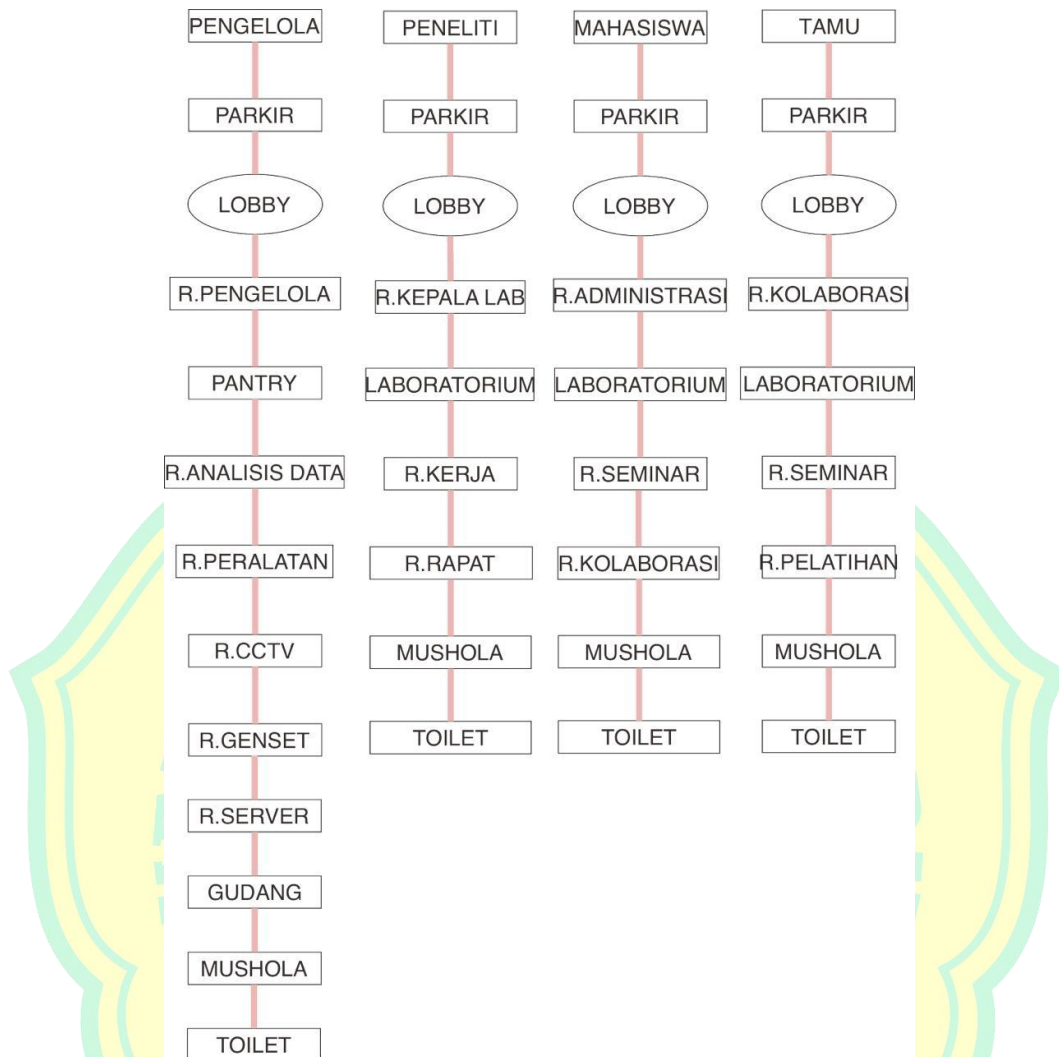 PENGELOLA
PARKIR
LOBBY
R.PENGELOLA
PANTRY
R.ANALISIS DATA
R.PERALATAN
R.CCTV
R.GENSET
R.SERVER
GUDANG
MUSHOLA
TOILET
PENELITI
PARKIR
LOBBY
R.KEPALA LAB
LABORATORIUM
R.KERJA
R.RAPAT
MUSHOLA
TOILET
MAHASISWA
PARKIR
LOBBY
R.ADMINISTRASI
LABORATORIUM
R.SEMINAR
R.KOLABORASI
MUSHOLA
TOILET
TAMU
PARKIR
LOBBY
R.KOLABORASI
LABORATORIUM
R.SEMINAR
R.PELATIHAN
MUSHOLA
TOILET